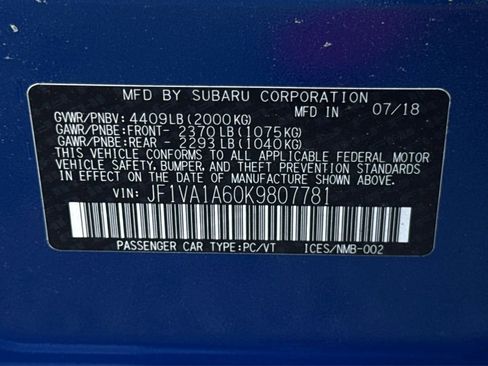 MFD BY SUBARU CORPORATION
GVWR/PNBV: 4409LB (2000KG) MFD IN 07/18
GAWR/PNBE:FRONT- 2370 LB (1075KG)
GAWR/PNBE:REAR - 2293 LB (1040KG)
THIS VEHICLE CONFORMS TO ALL APPLICABLE FEDERAL MOTOR
VEHICLE SAFETY, BUMPER, AND THEFT PREVENTION STANDARDS
IN EFFECT ON THE DATE OF MANUFACTURE SHOWN ABOVE.
VIN: JF1VA1A60K9807781
PASSENGER CAR TYPE:PC/VT ICES/NMB-002